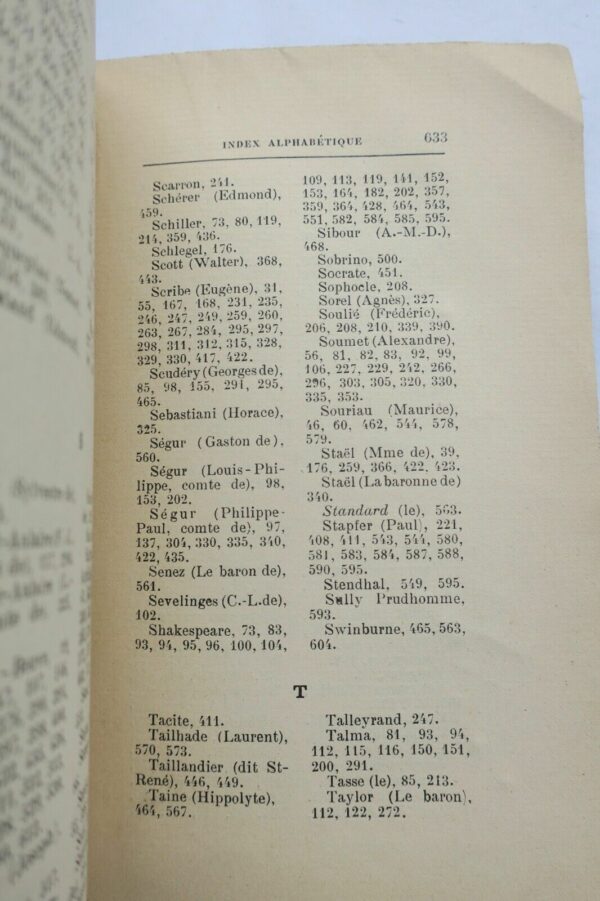 INDEX ALPHABÉTIQUE 633
Scarron, 241.
Schérer (Edmond),
459.
Schiller, 73, 80, 119,
214, 359, 436.
Schlegel, 176.
Scott (Walter), 368,
443.
Scribe (Eugène), 31,
55, 167, 168, 231, 235,
246, 247, 249, 259, 260,
263, 267, 284, 295, 297,
298, 311, 312, 315, 328,
329, 330, 417, 422.
Scudéry (Georges de),
85, 98, 155, 291, 295,
465.
Sebastiani (Horace),
325.
Ségur (Gaston de),
560.
Ségur (Louis-Phi-
lippe, comte de), 98,
153, 202.
Ségur (Philippe-
Paul, comte de), 97,
137, 304, 330, 335, 340,
422, 435.
Senez (Le baron de),
561.
Sevelinges (C.-L. de),
102.
Shakespeare, 73, 83,
93, 94, 95, 96, 100, 104,
109, 113, 119, 141, 152,
153, 164, 182, 202, 357,
359, 364, 428, 464, 543,
551, 582, 584, 585, 595.
Sibour (A.-M.-D.),
468.
Sobrino, 500.
Socrate, 451.
Sophocle, 208.
Sorel (Agnès), 327.
Soulié (Frédéric),
206, 208, 210, 339, 390.
Soumet (Alexandre),
56, 81, 82, 83, 92, 99,
106, 227, 229, 242, 266,
296, 303, 305, 320, 330,
335, 353.
Souriau (Maurice),
46, 60, 462, 544, 578,
579.
Staël (Mme de), 39,
176, 259, 366, 422, 423.
Staël (La baronne de)
340.
Standard (le), 563.
Stapfer (Paul), 221,
408, 411, 543, 544, 580,
581, 583, 584, 587, 588,
590, 595.
Stendhal, 549, 595.
Sully Prudhomme,
593.
Swinburne, 465, 563,
604.
T
Tacite, 411.
Tailhade (Laurent),
570, 573.
Taillandier (dit St-
René), 446, 449.
Taine (Hippolyte),
464, 567.
Talleyrand, 247.
Talma, 81, 93, 94,
112, 115, 116, 150, 151,
200, 291.
Tasse (le), 85, 213.
Taylor (Le baron),
112, 122, 272.